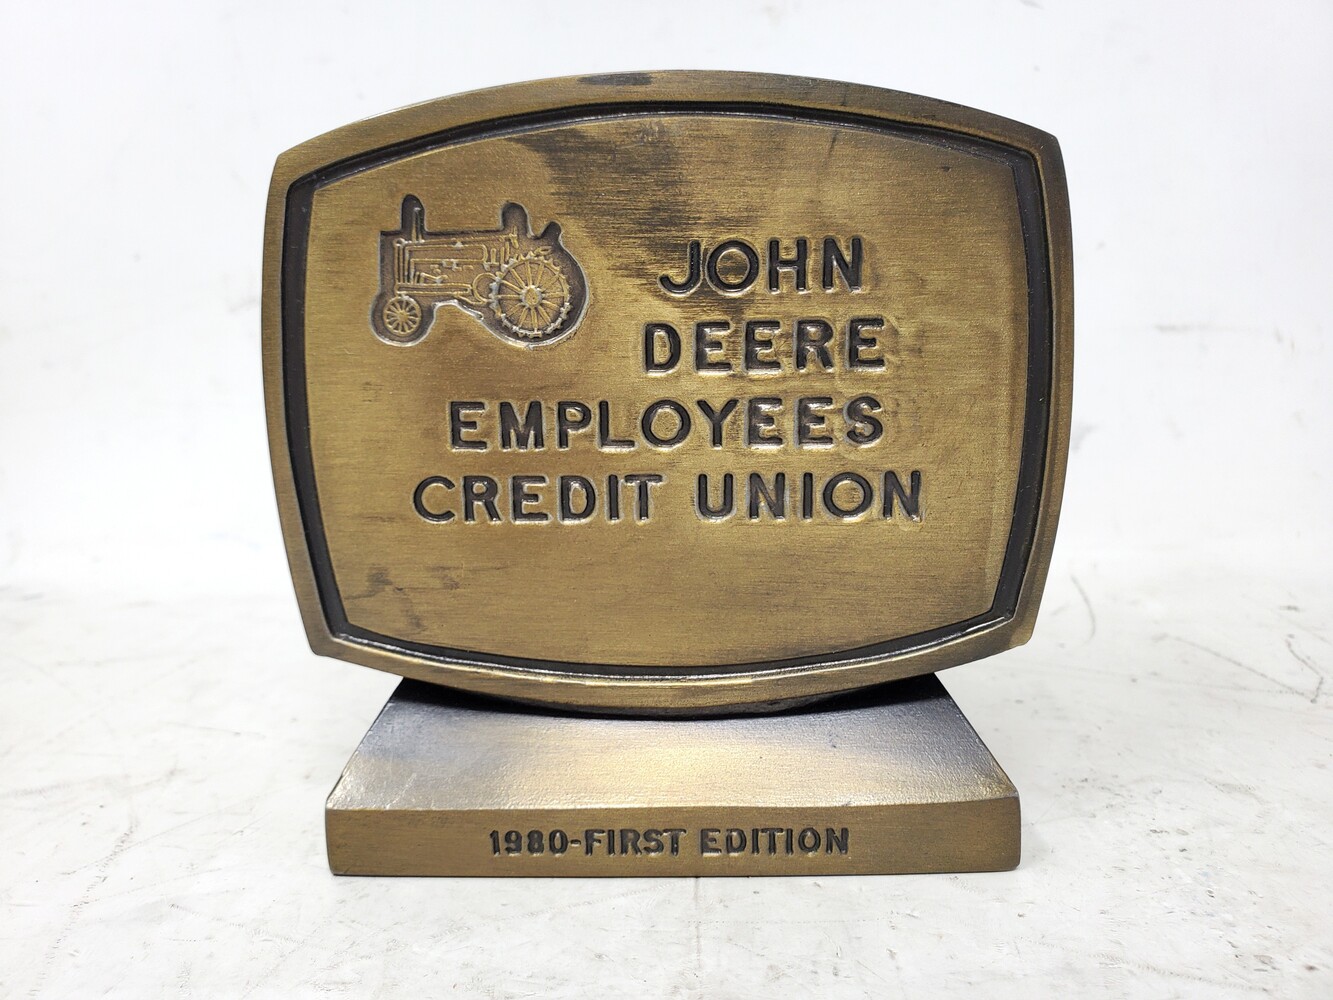 JOHN
DEERE
EMPLOYEES
CREDIT UNION
1980-FIRST EDITION